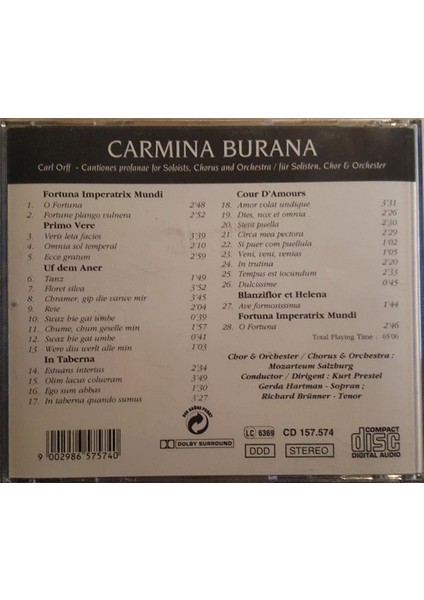 CARMINA BURANA
Carl Orff - Cantiones profanae for Soloists, Chorus and Orchestra / für Solisten, Chor & Orchester
Fortuna Imperatrix Mundi
1. O Fortuna 2'48
2. Fortune plango vulnera 2'52
Primo Vere
3. Veris leta facies 3'39
4. Omnia sol temperat 2'10
5. Ecce gratum 2'59
Uf dem Aner
6. Tanz 1'49
7. Floret silva 3'52
8. Chramer, gip die varwe mir 3'45
9. Reie 2'04
10. Swaz hie gat umbe 0'39
11. Chume, chum geselle min 1'57
12. Swaz hie gat umbe 0'41
13. Were diu werlt alle min 1'03
In Taberna
14. Estuans interius 2'34
15. Olim lacus colueram 3'49
16. Ego sum abbas 1'30
17. In taberna quando sumus 3'27
Cour D'Amours
18. Amor volat undique 3'31
19. Dies, nox et omnia 2'26
20. Stetit puella 2'30
21. Circa mea pectora 2'29
22. Si puer com puellula 1'02
23. Veni, veni, venias 1'05
24. In trutina 2'20
25. Tempus est iocundum 2'33
26. Dulcissime 0'45
Blanziflor et Helena
27. Ave formosissima 1'44
Fortuna Imperatrix Mundi
28. O Fortuna 2'46
Total Playing Time : 65'06
Chor & Orchester / Chorus & Orchestra :
Mozarteum Salzburg
Conductor / Dirigent : Kurt Prestel
Gerda Hartman - Sopran ;
Richard Brünner - Tenor
9 002986 575740
DER GRÜNE PUNKT
DOLBY SURROUND
LC 6369
CD 157.574
DDD
STEREO
COMPACT
disc
DIGITAL AUDIO